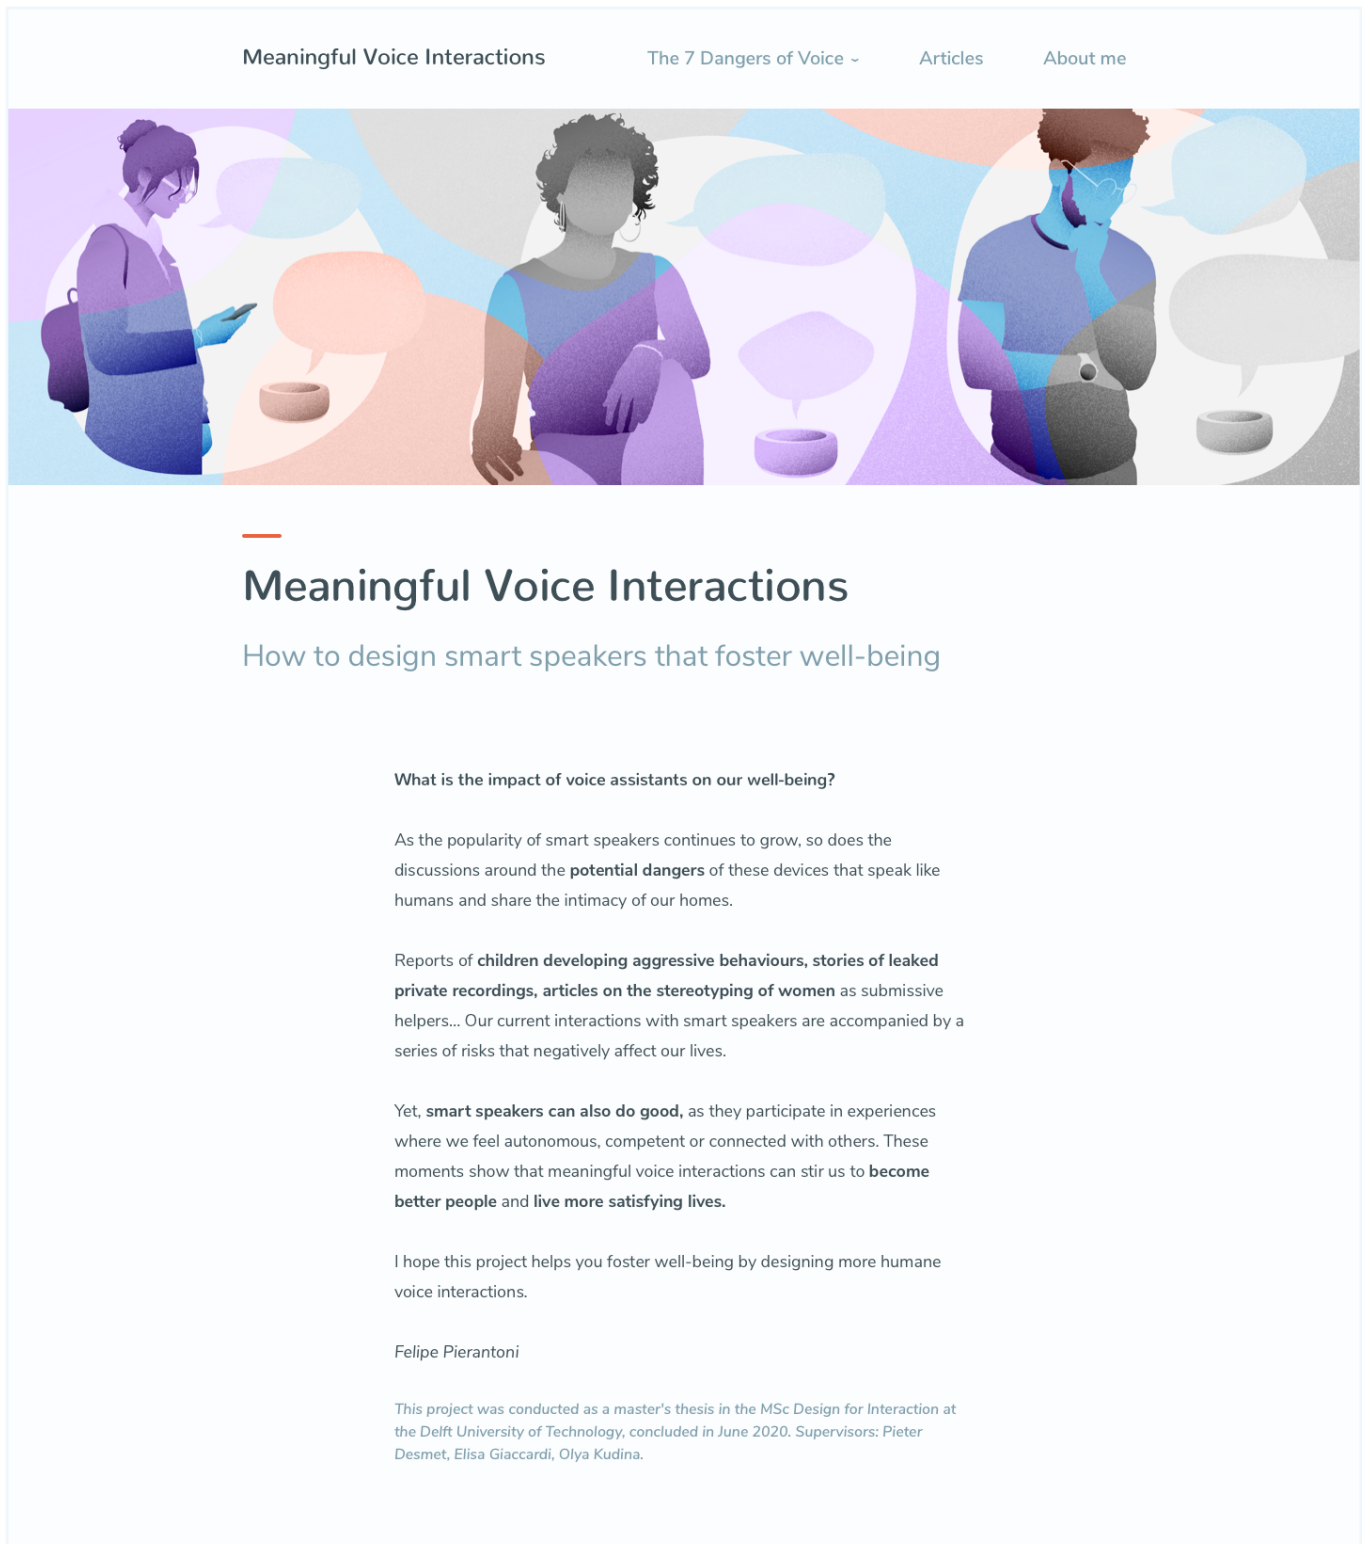 Meaningful Voice Interactions
The 7 Dangers of Voice
Articles
About me
Meaningful Voice Interactions
How to design smart speakers that foster well-being
What is the impact of voice assistants on our well-being?
As the popularity of smart speakers continues to grow, so does the
discussions around the potential dangers of these devices that speak like
humans and share the intimacy of our homes.
Reports of children developing aggressive behaviours, stories of leaked
private recordings, articles on the stereotyping of women as submissive
helpers... Our current interactions with smart speakers are accompanied by a
series of risks that negatively affect our lives.
Yet, smart speakers can also do good, as they participate in experiences
where we feel autonomous, competent or connected with others. These
moments show that meaningful voice interactions can stir us to become
better people and live more satisfying lives.
I hope this project helps you foster well-being by designing more humane
voice interactions.
Felipe Pierantoni
This project was conducted as a master's thesis in the MSc Design for Interaction at
the Delft University of Technology, concluded in June 2020. Supervisors: Pieter
Desmet, Elisa Giaccardi, Olya Kudina.